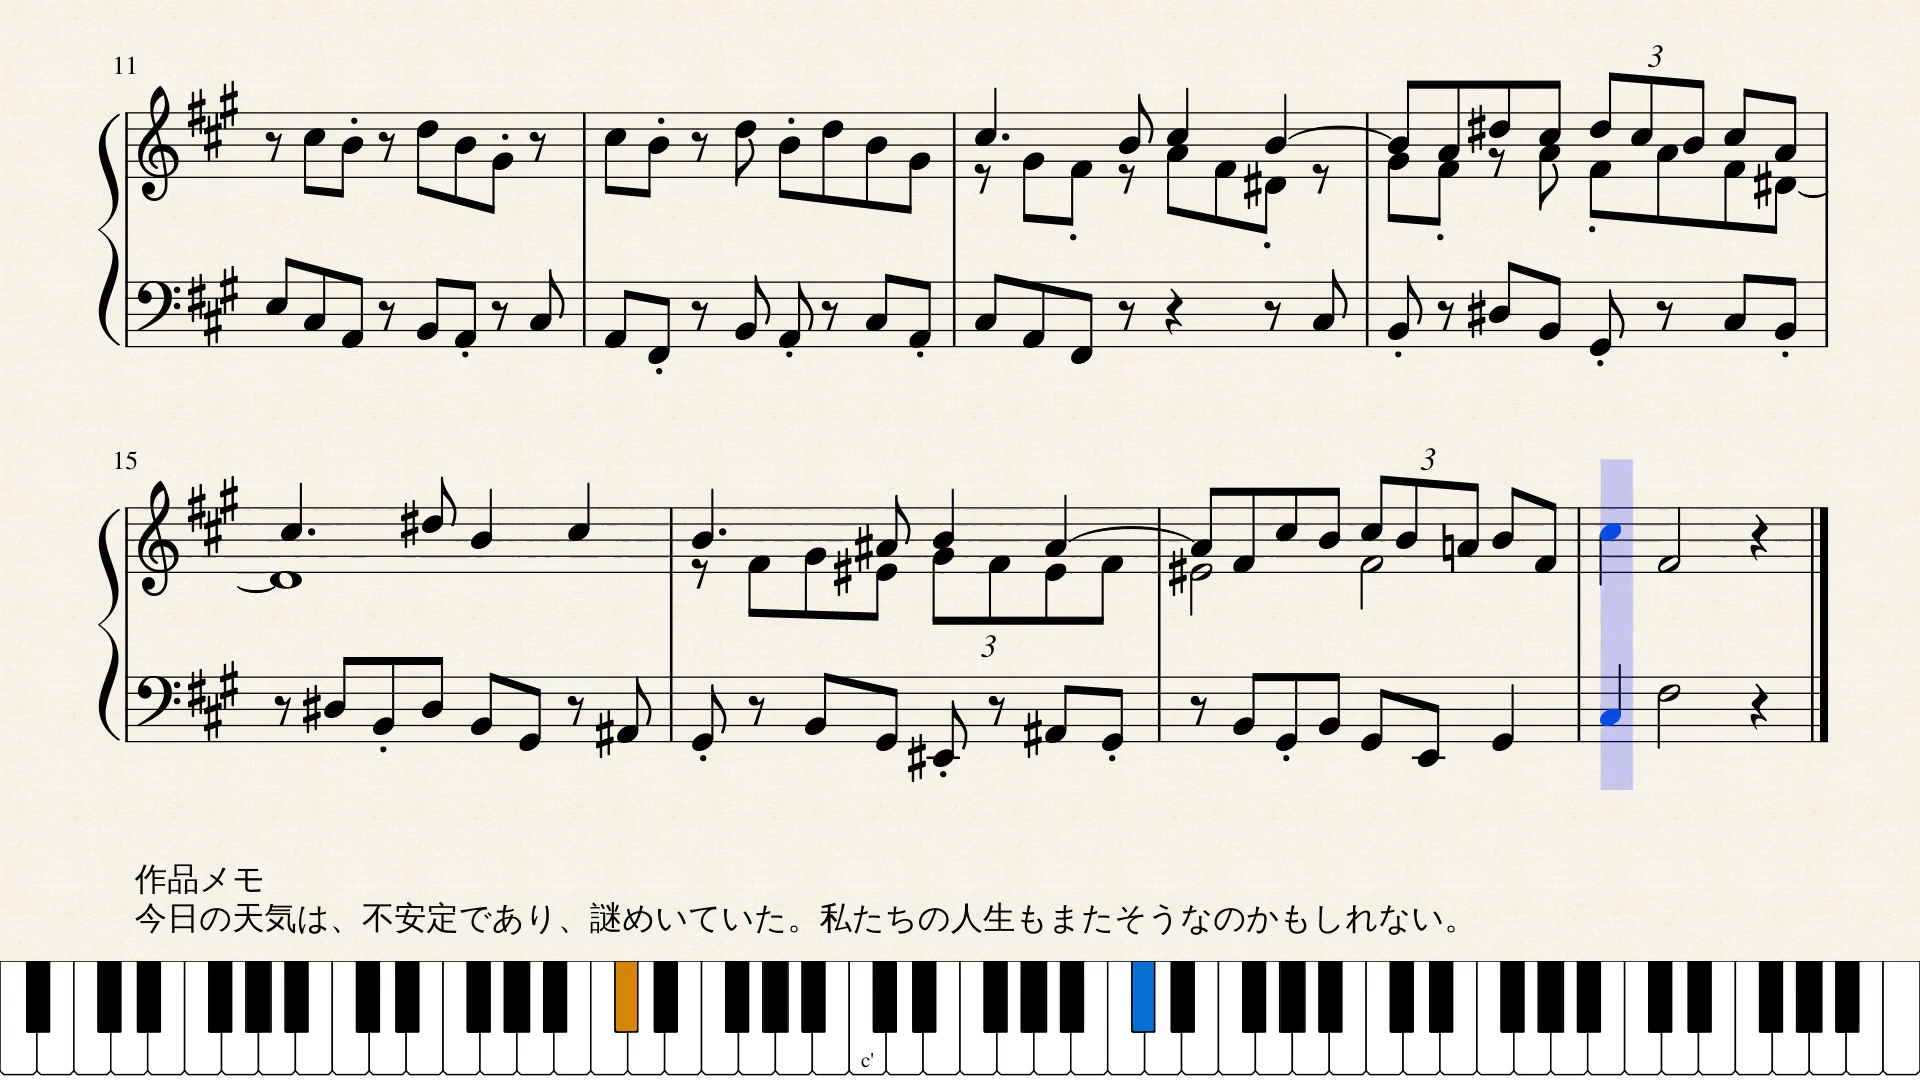 11
3
15
3
3
作品メモ
今日の天気は、不安定であり、謎めいていた。私たちの人生もまたそうなのかもしれない。
c'